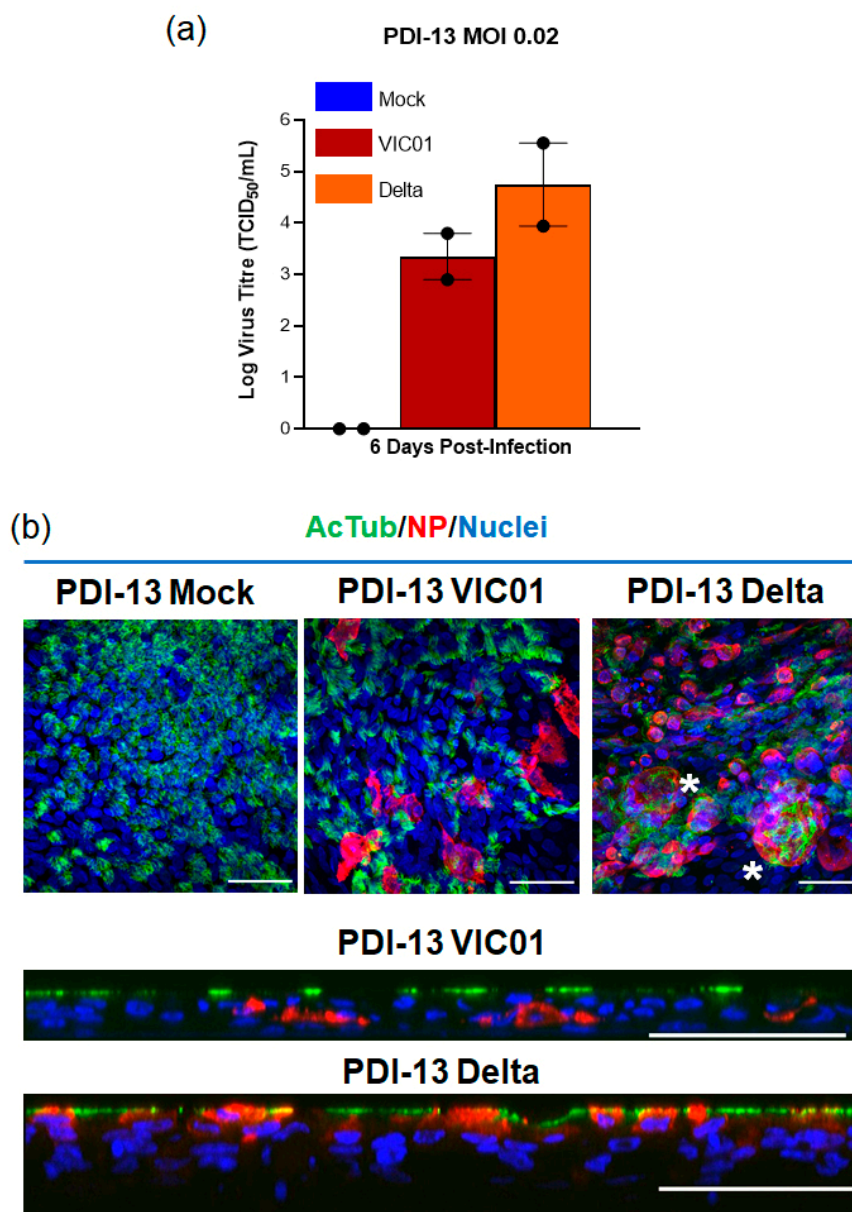 (a)
PDI-13 MOI 0.02
Mock
VIC01
Delta
Log Virus Titre (TCID50/mL)
6
5
4
3
2
1
0
6 Days Post-Infection
(b)
AcTub/NP/Nuclei
PDI-13 Mock PDI-13 VIC01 PDI-13 Delta
*
*
PDI-13 VIC01
PDI-13 Delta